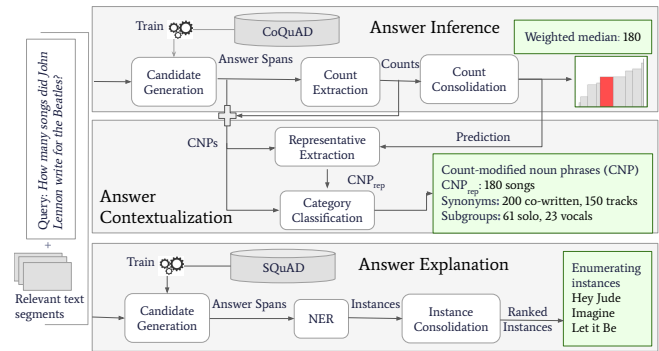 Query: How many songs did John
Lennon write for the Beatles?
+
Relevant text
segments
Answer Inference
Train
CoQuAD
Weighted median: 180
Candidate
Generation
Answer Spans
Count
Extraction
Counts
Count
Consolidation
Answer
Contextualization
CNPs
Representative
Extraction
Prediction
CNPrep
Category
Classification
Count-modified noun phrases (CNP)
CNPrep: 180 songs
Synonyms: 200 co-written, 150 tracks
Subgroups: 61 solo, 23 vocals
Answer Explanation
Train
SQuAD
Candidate
Generation
Answer Spans
NER
Instances
Instance
Consolidation
Ranked
Instances
Enumerating
instances
Hey Jude
Imagine
Let it Be